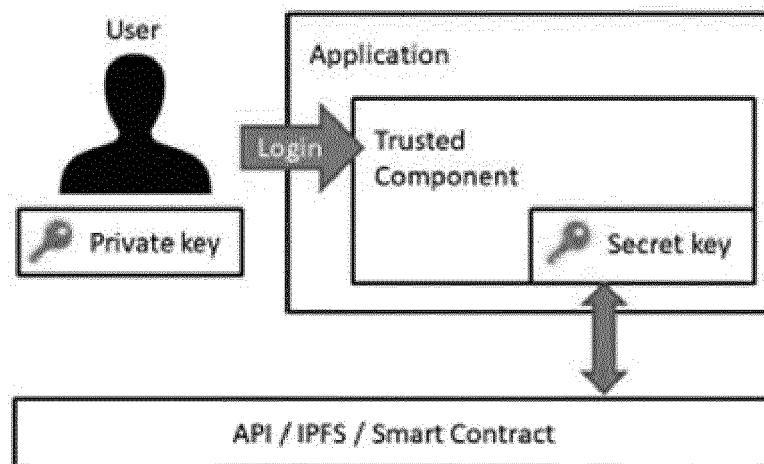 User
Application
Login
Trusted
Component
Private key
Secret key
API / IPFS / Smart Contract